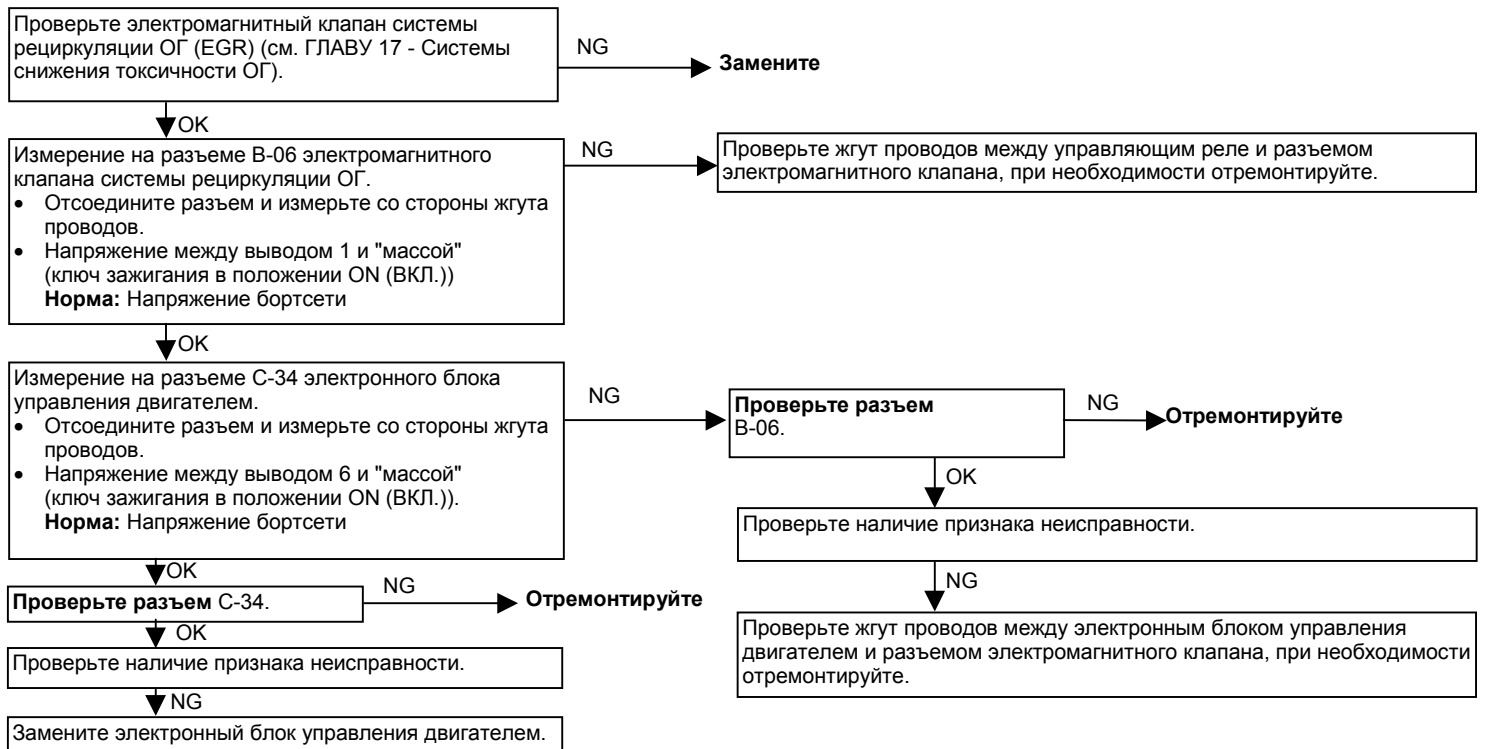 Проверьте электромагнитный клапан системы
рециркуляции ОГ (EGR) (см. ГЛАВУ 17 - Системы
снижения токсичности ОГ).
NG
Замените
OK
Измерение на разъеме В-06 электромагнитного
клапана системы рециркуляции ОГ.
• Отсоедините разъем и измерьте со стороны жгута
проводов.
• Напряжение между выводом 1 и "массой"
(ключ зажигания в положении ON (ВКЛ.))
Норма: Напряжение бортсети
NG
Проверьте жгут проводов между управляющим реле и разъемом
электромагнитного клапана, при необходимости отремонтируйте.
OK
Измерение на разъеме С-34 электронного блока
управления двигателем.
• Отсоедините разъем и измерьте со стороны жгута
проводов.
• Напряжение между выводом 6 и "массой"
(ключ зажигания в положении ON (ВКЛ.)).
Норма: Напряжение бортсети
NG
Проверьте разъем
В-06.
NG
Отремонтируйте
OK
Проверьте наличие признака неисправности.
NG
Проверьте жгут проводов между электронным блоком управления
двигателем и разъемом электромагнитного клапана, при необходимости
отремонтируйте.
OK
Проверьте разъем С-34.
NG
Отремонтируйте
OK
Проверьте наличие признака неисправности.
NG
Замените электронный блок управления двигателем.